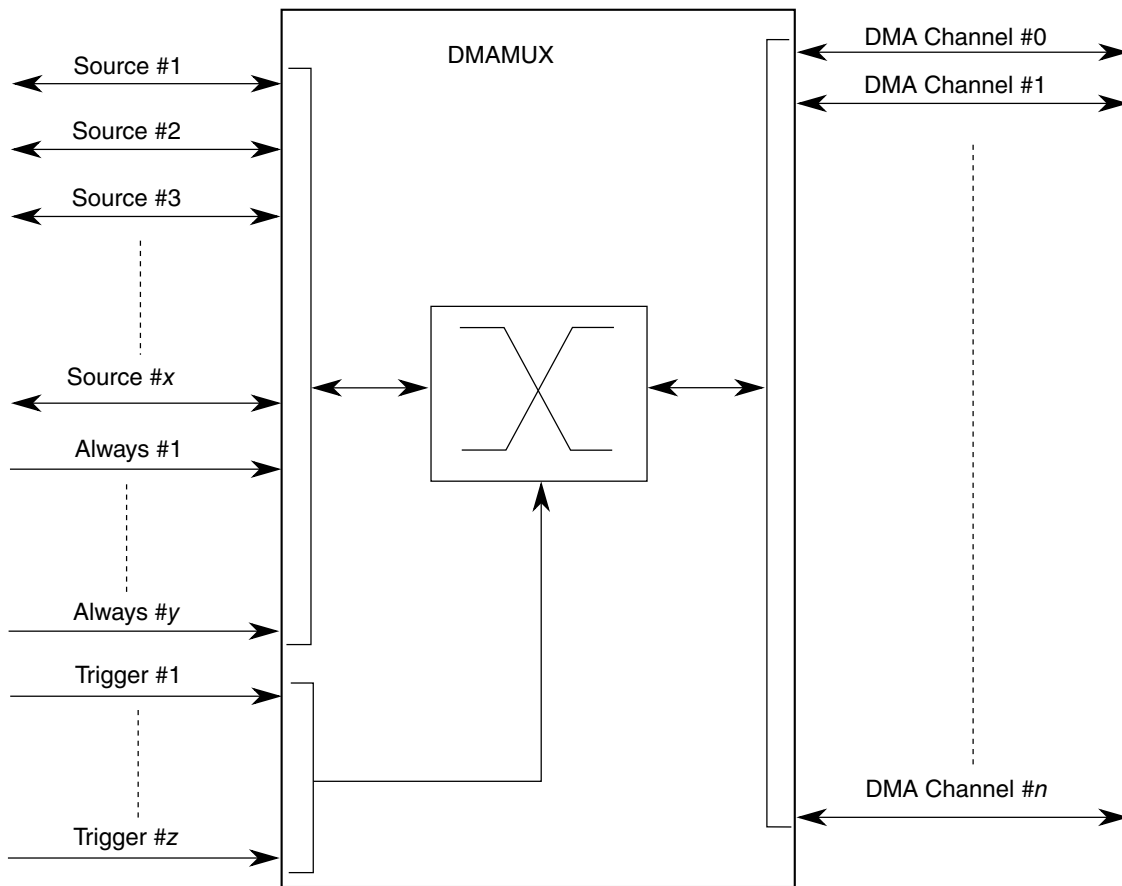 DMAMUX
Source #1
Source #2
Source #3
Source #x
Always #1
Always #y
Trigger #1
Trigger #z
DMA Channel #0
DMA Channel #1
DMA Channel #n